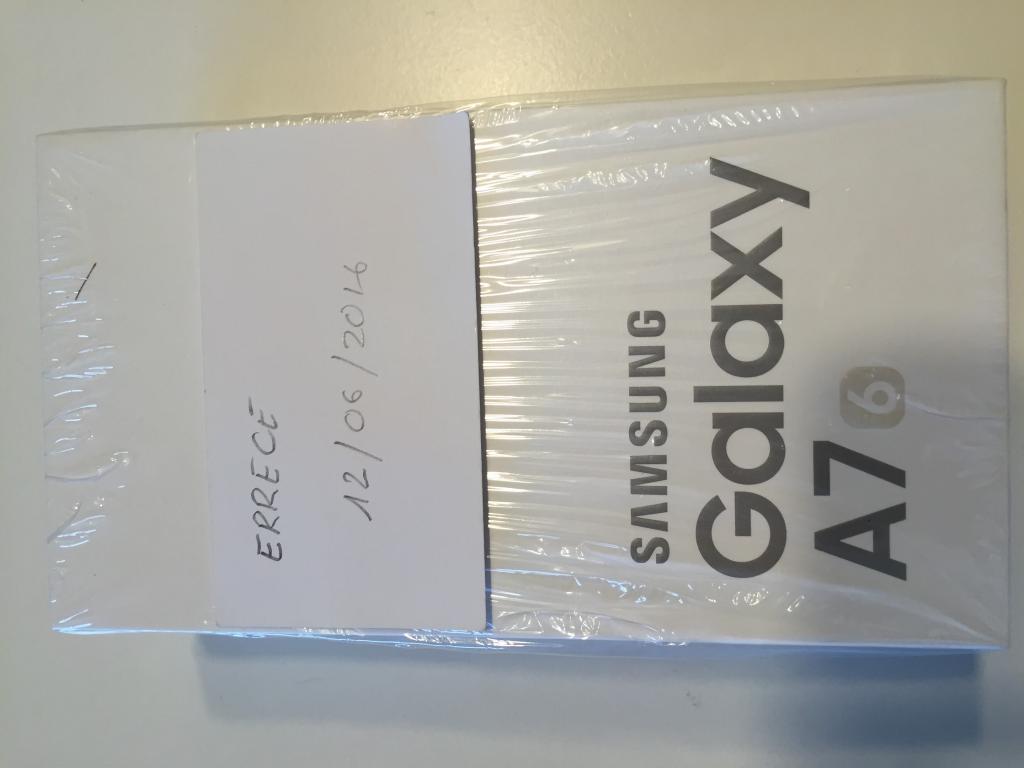 ERRECE
12/06/2016
SAMSUNG
Galaxy
A7 6